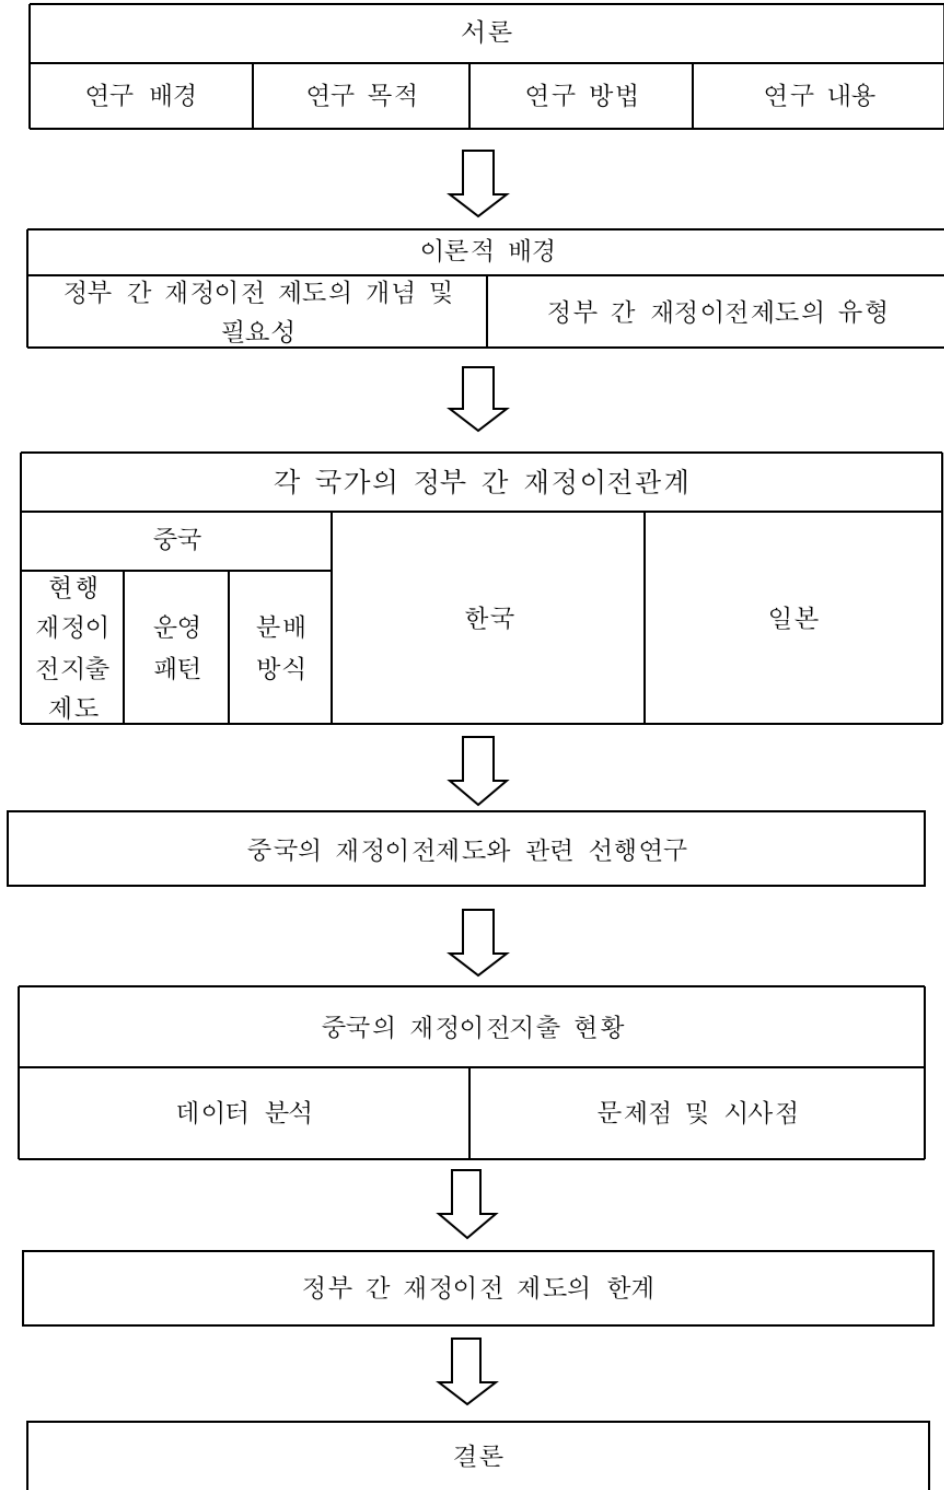 서론
연구 배경
연구 목적
연구 방법
연구 내용
이론적 배경
정부 간 재정이전 제도의 개념 및
필요성
정부 간 재정이전제도의 유형
각 국가의 정부 간 재정이전관계
중국
현행
재정이
전지출
제도
운영
패턴
분배
방식
한국
일본
중국의 재정이전제도와 관련 선행연구
중국의 재정이전지출 현황
데이터 분석
문제점 및 시사점
정부 간 재정이전 제도의 한계
결론